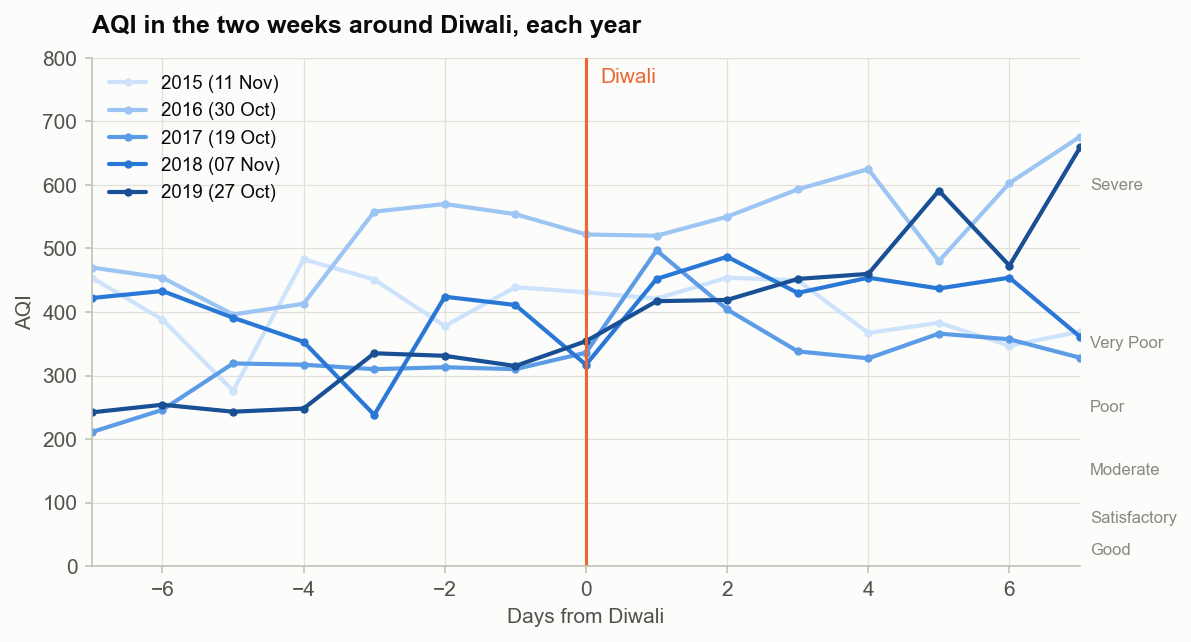 AQI in the two weeks around Diwali, each year
800
700
600
500
400
300
200
100
0
AQI
2015 (11 Nov)
2016 (30 Oct)
2017 (19 Oct)
2018 (07 Nov)
2019 (27 Oct)
Diwali
Severe
Very Poor
Poor
Moderate
Satisfactory
Good
−6 −4 −2 0 2 4 6
Days from Diwali